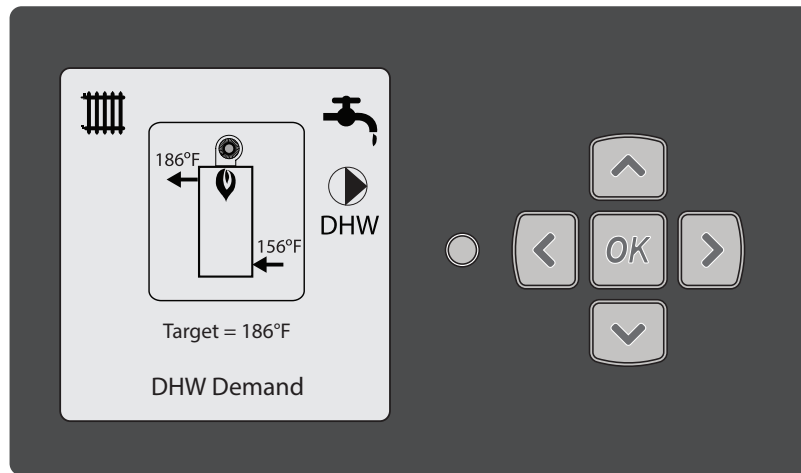 186°F
DHW
156°F
Target = 186°F
DHW Demand
OK